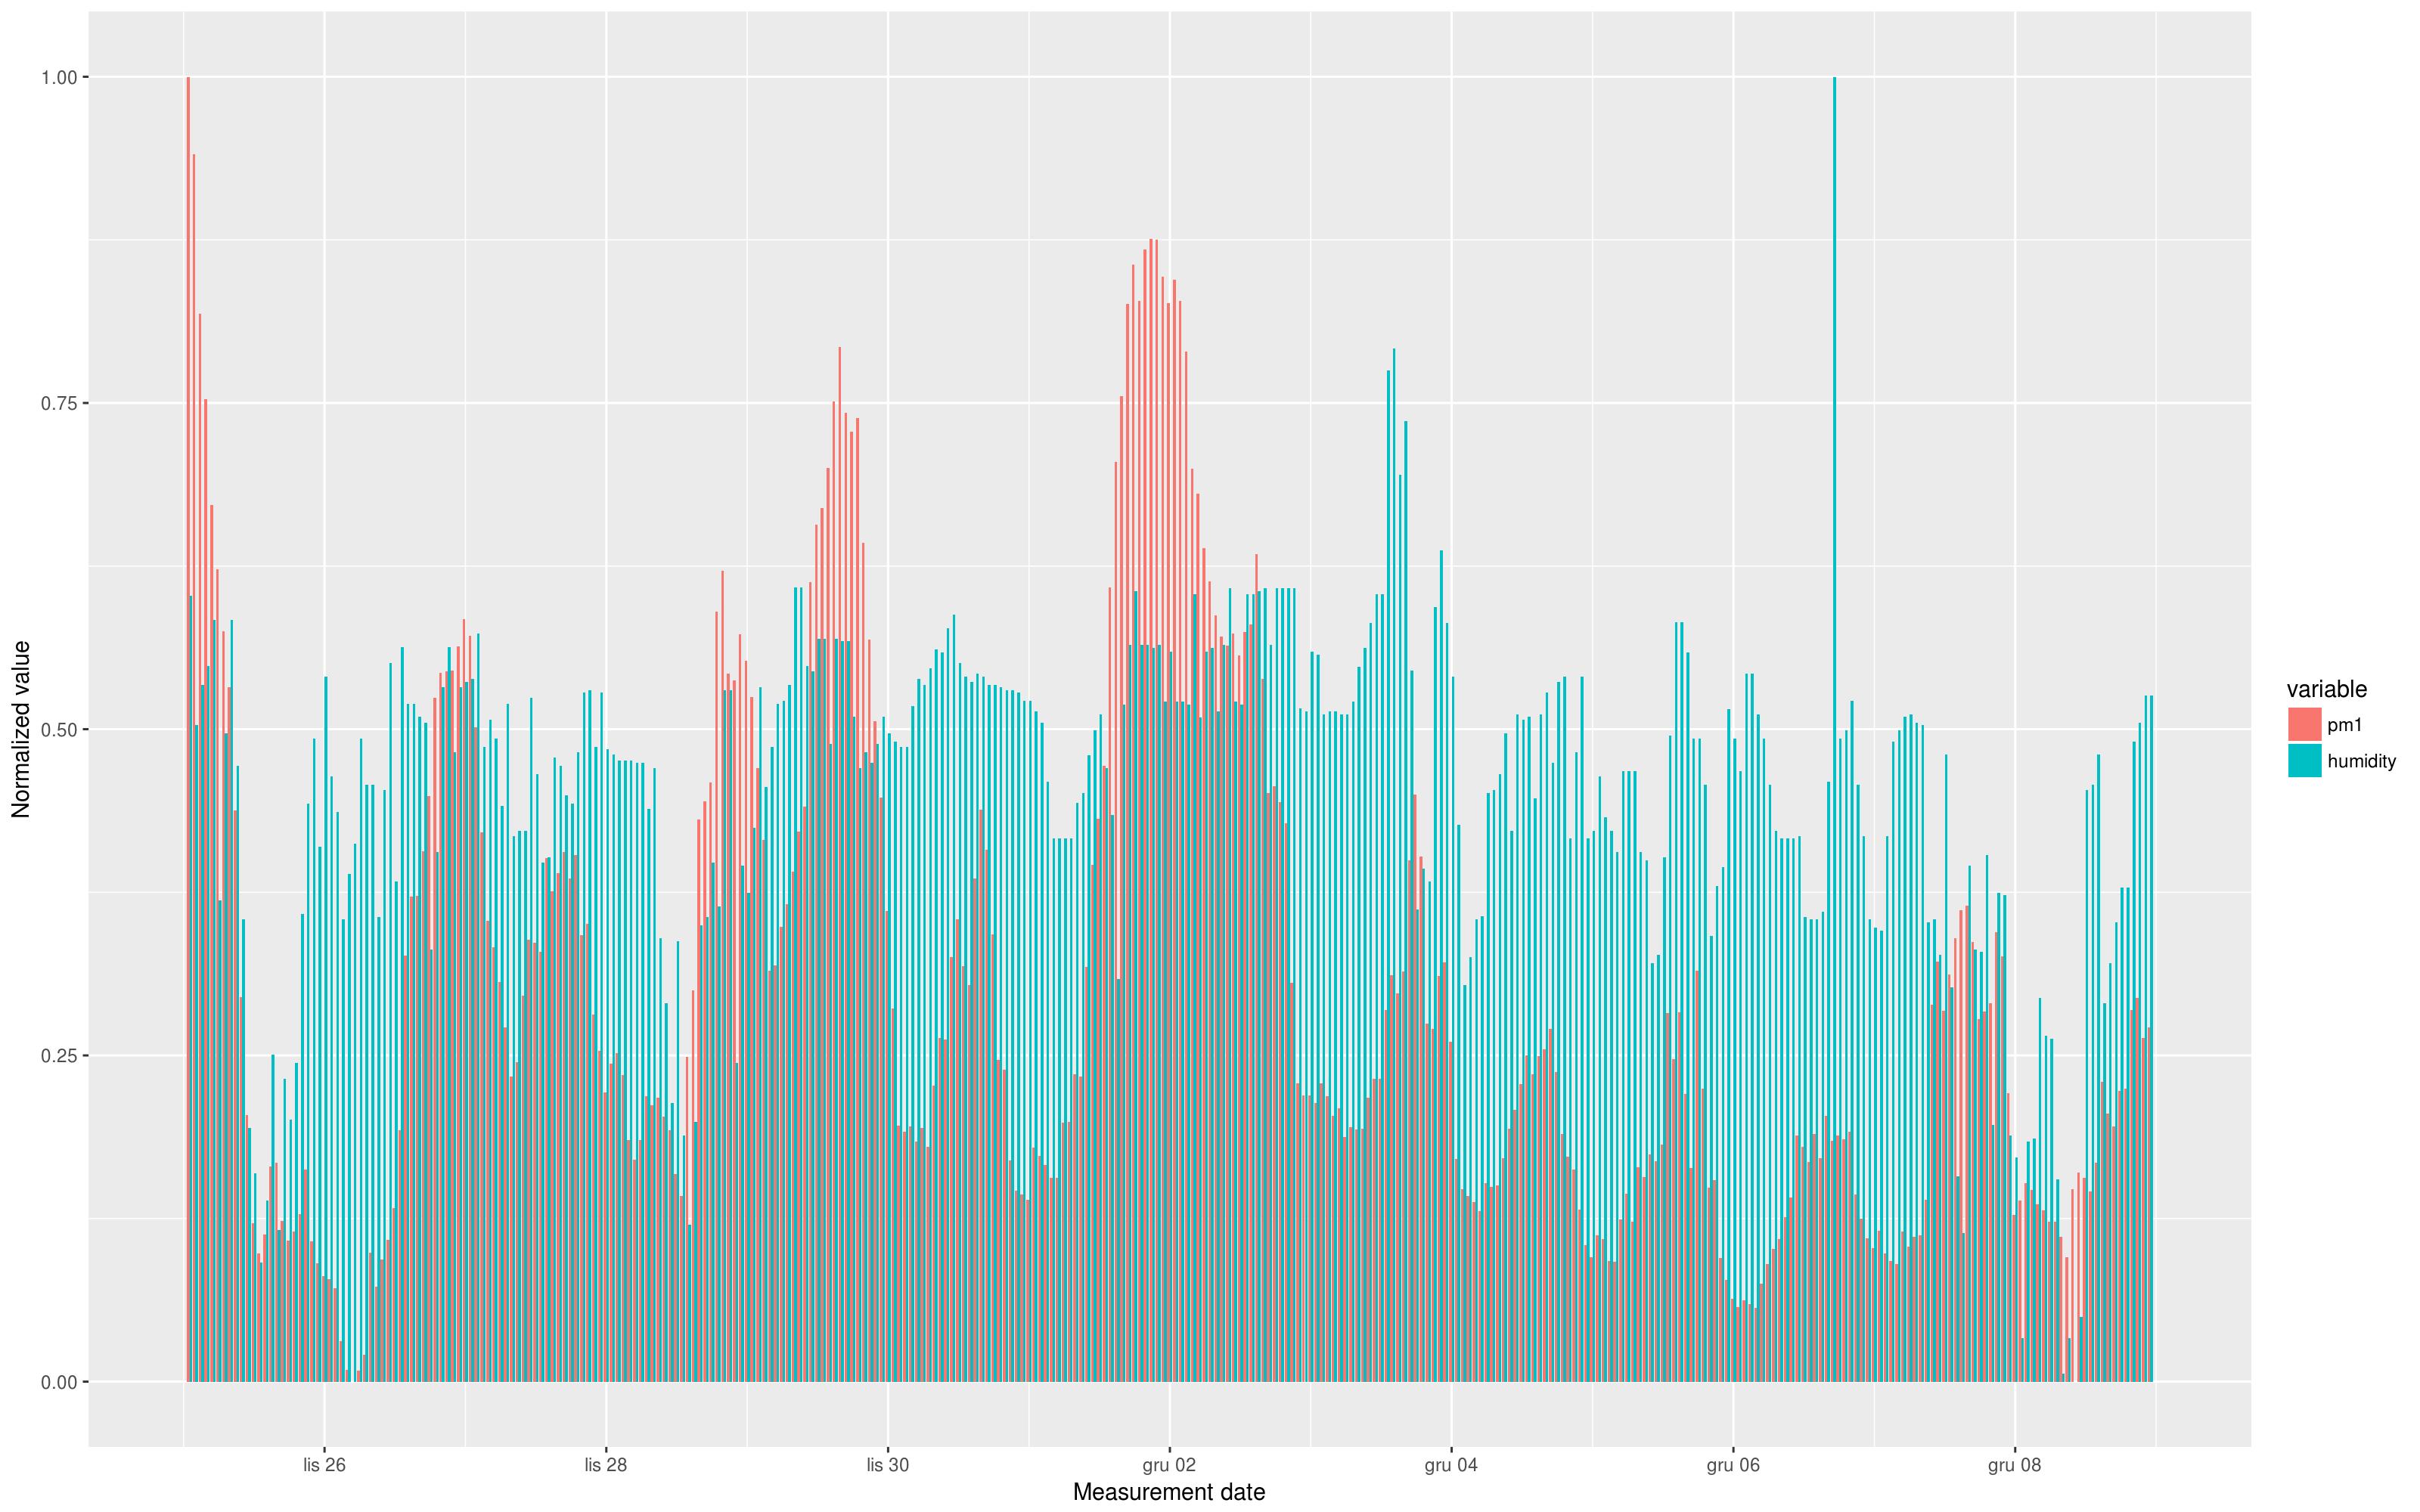 1.00
0.75
0.50
0.25
0.00
Normalized value
lis 26
lis 28
lis 30
gru 02
gru 04
gru 06
gru 08
Measurement date
variable
pm1
humidity